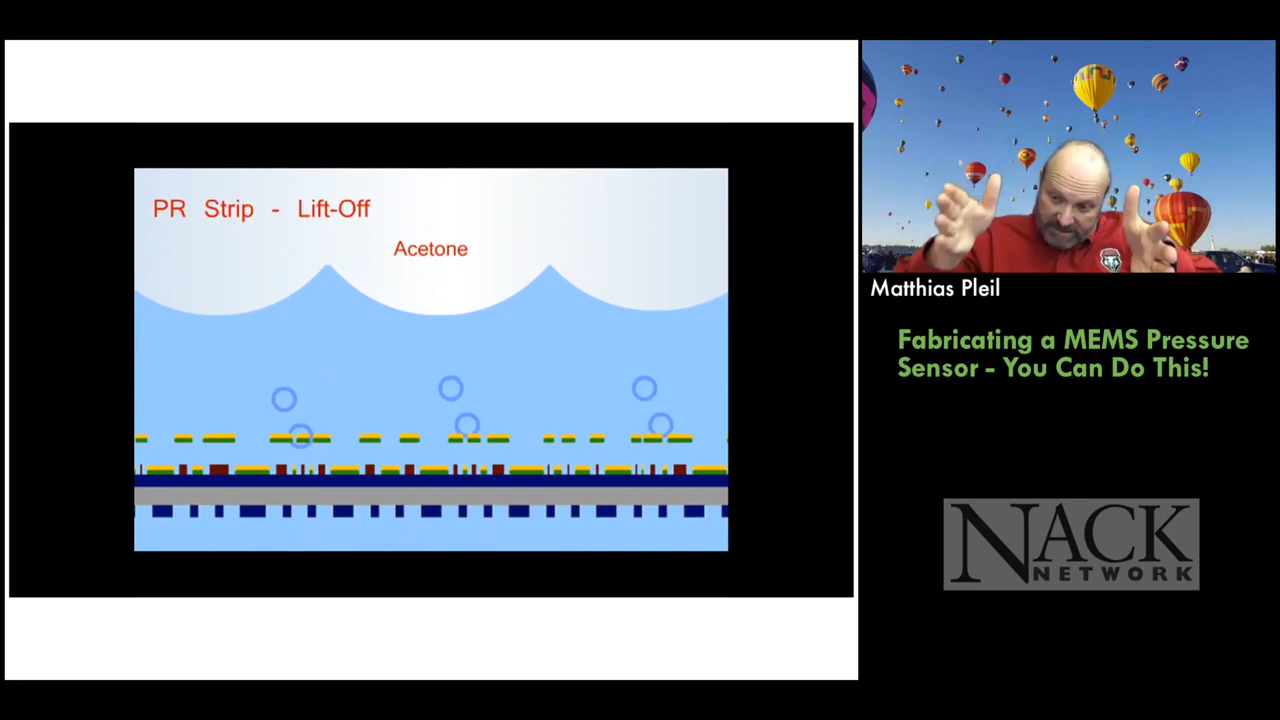 PR Strip - Lift-Off
Acetone
Matthias Pleil
Fabricating a MEMS Pressure
Sensor - You Can Do This!
NACK
NETWORK